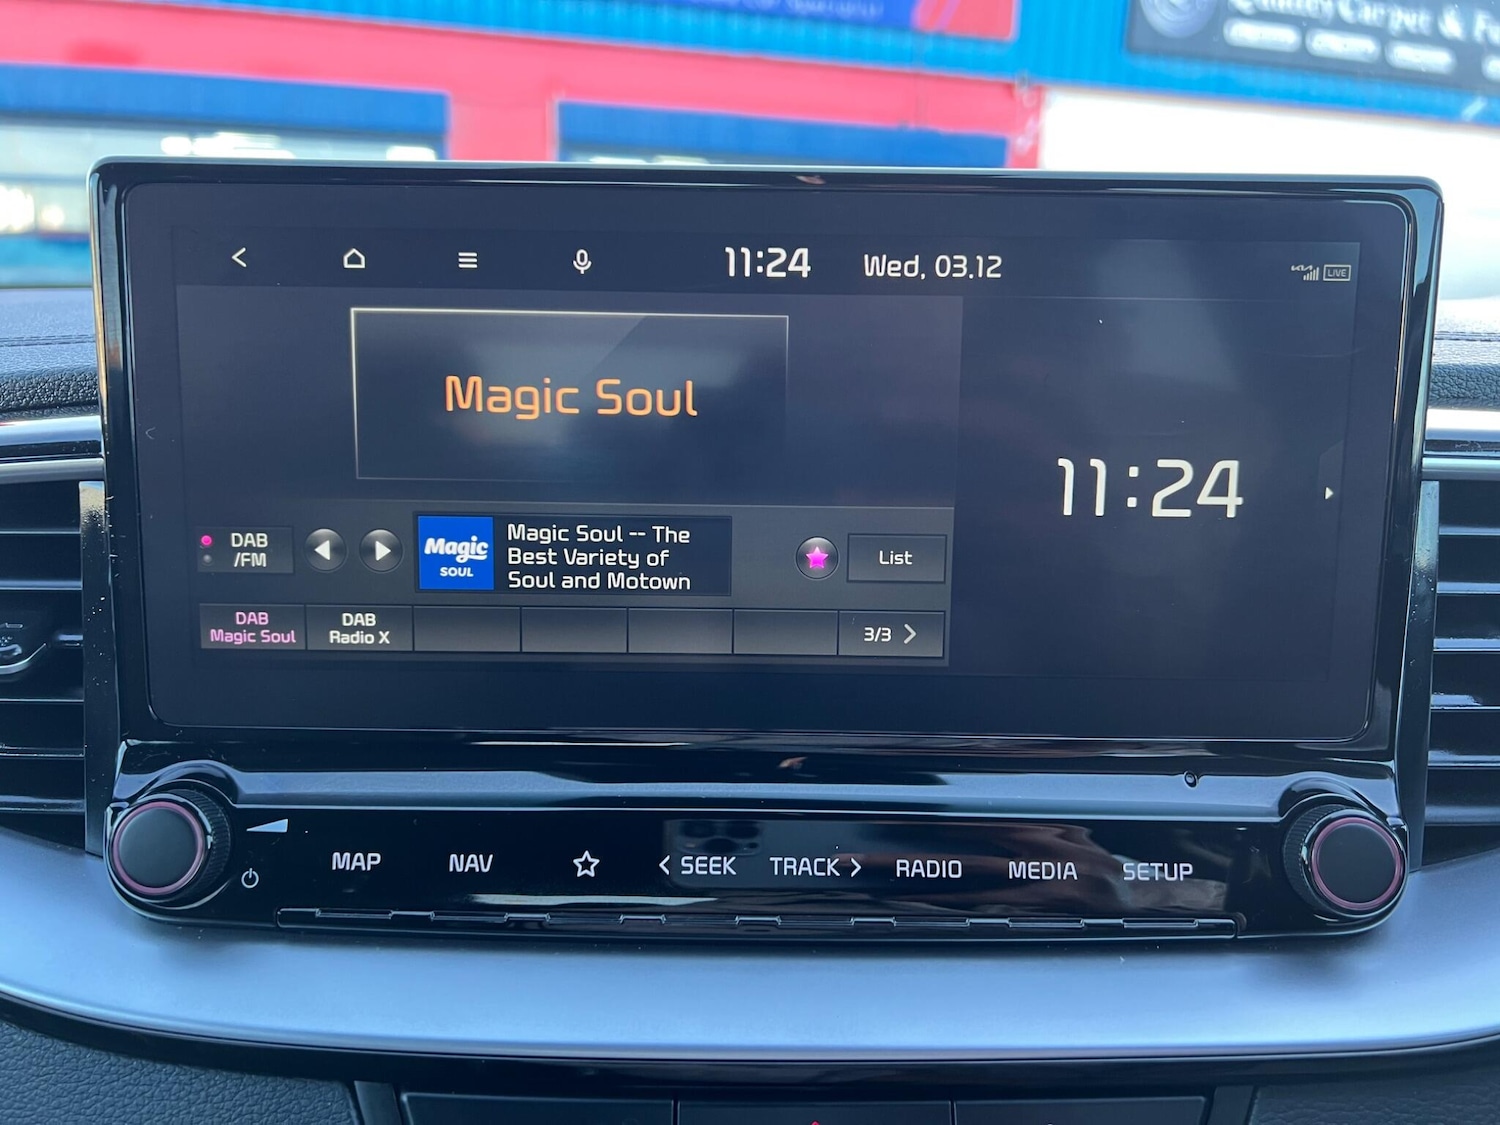 Carpet &
11:24
Wed, 03.12
KIA
LIVE
Magic Soul
11:24
DAB
/FM
Magic
SOUL
Magic Soul -- The
Best Variety of
Soul and Motown
List
DAB
Magic Soul
DAB
Radio X
3/3
MAP
NAV
SEEK
TRACK
RADIO
MEDIA
SETUP